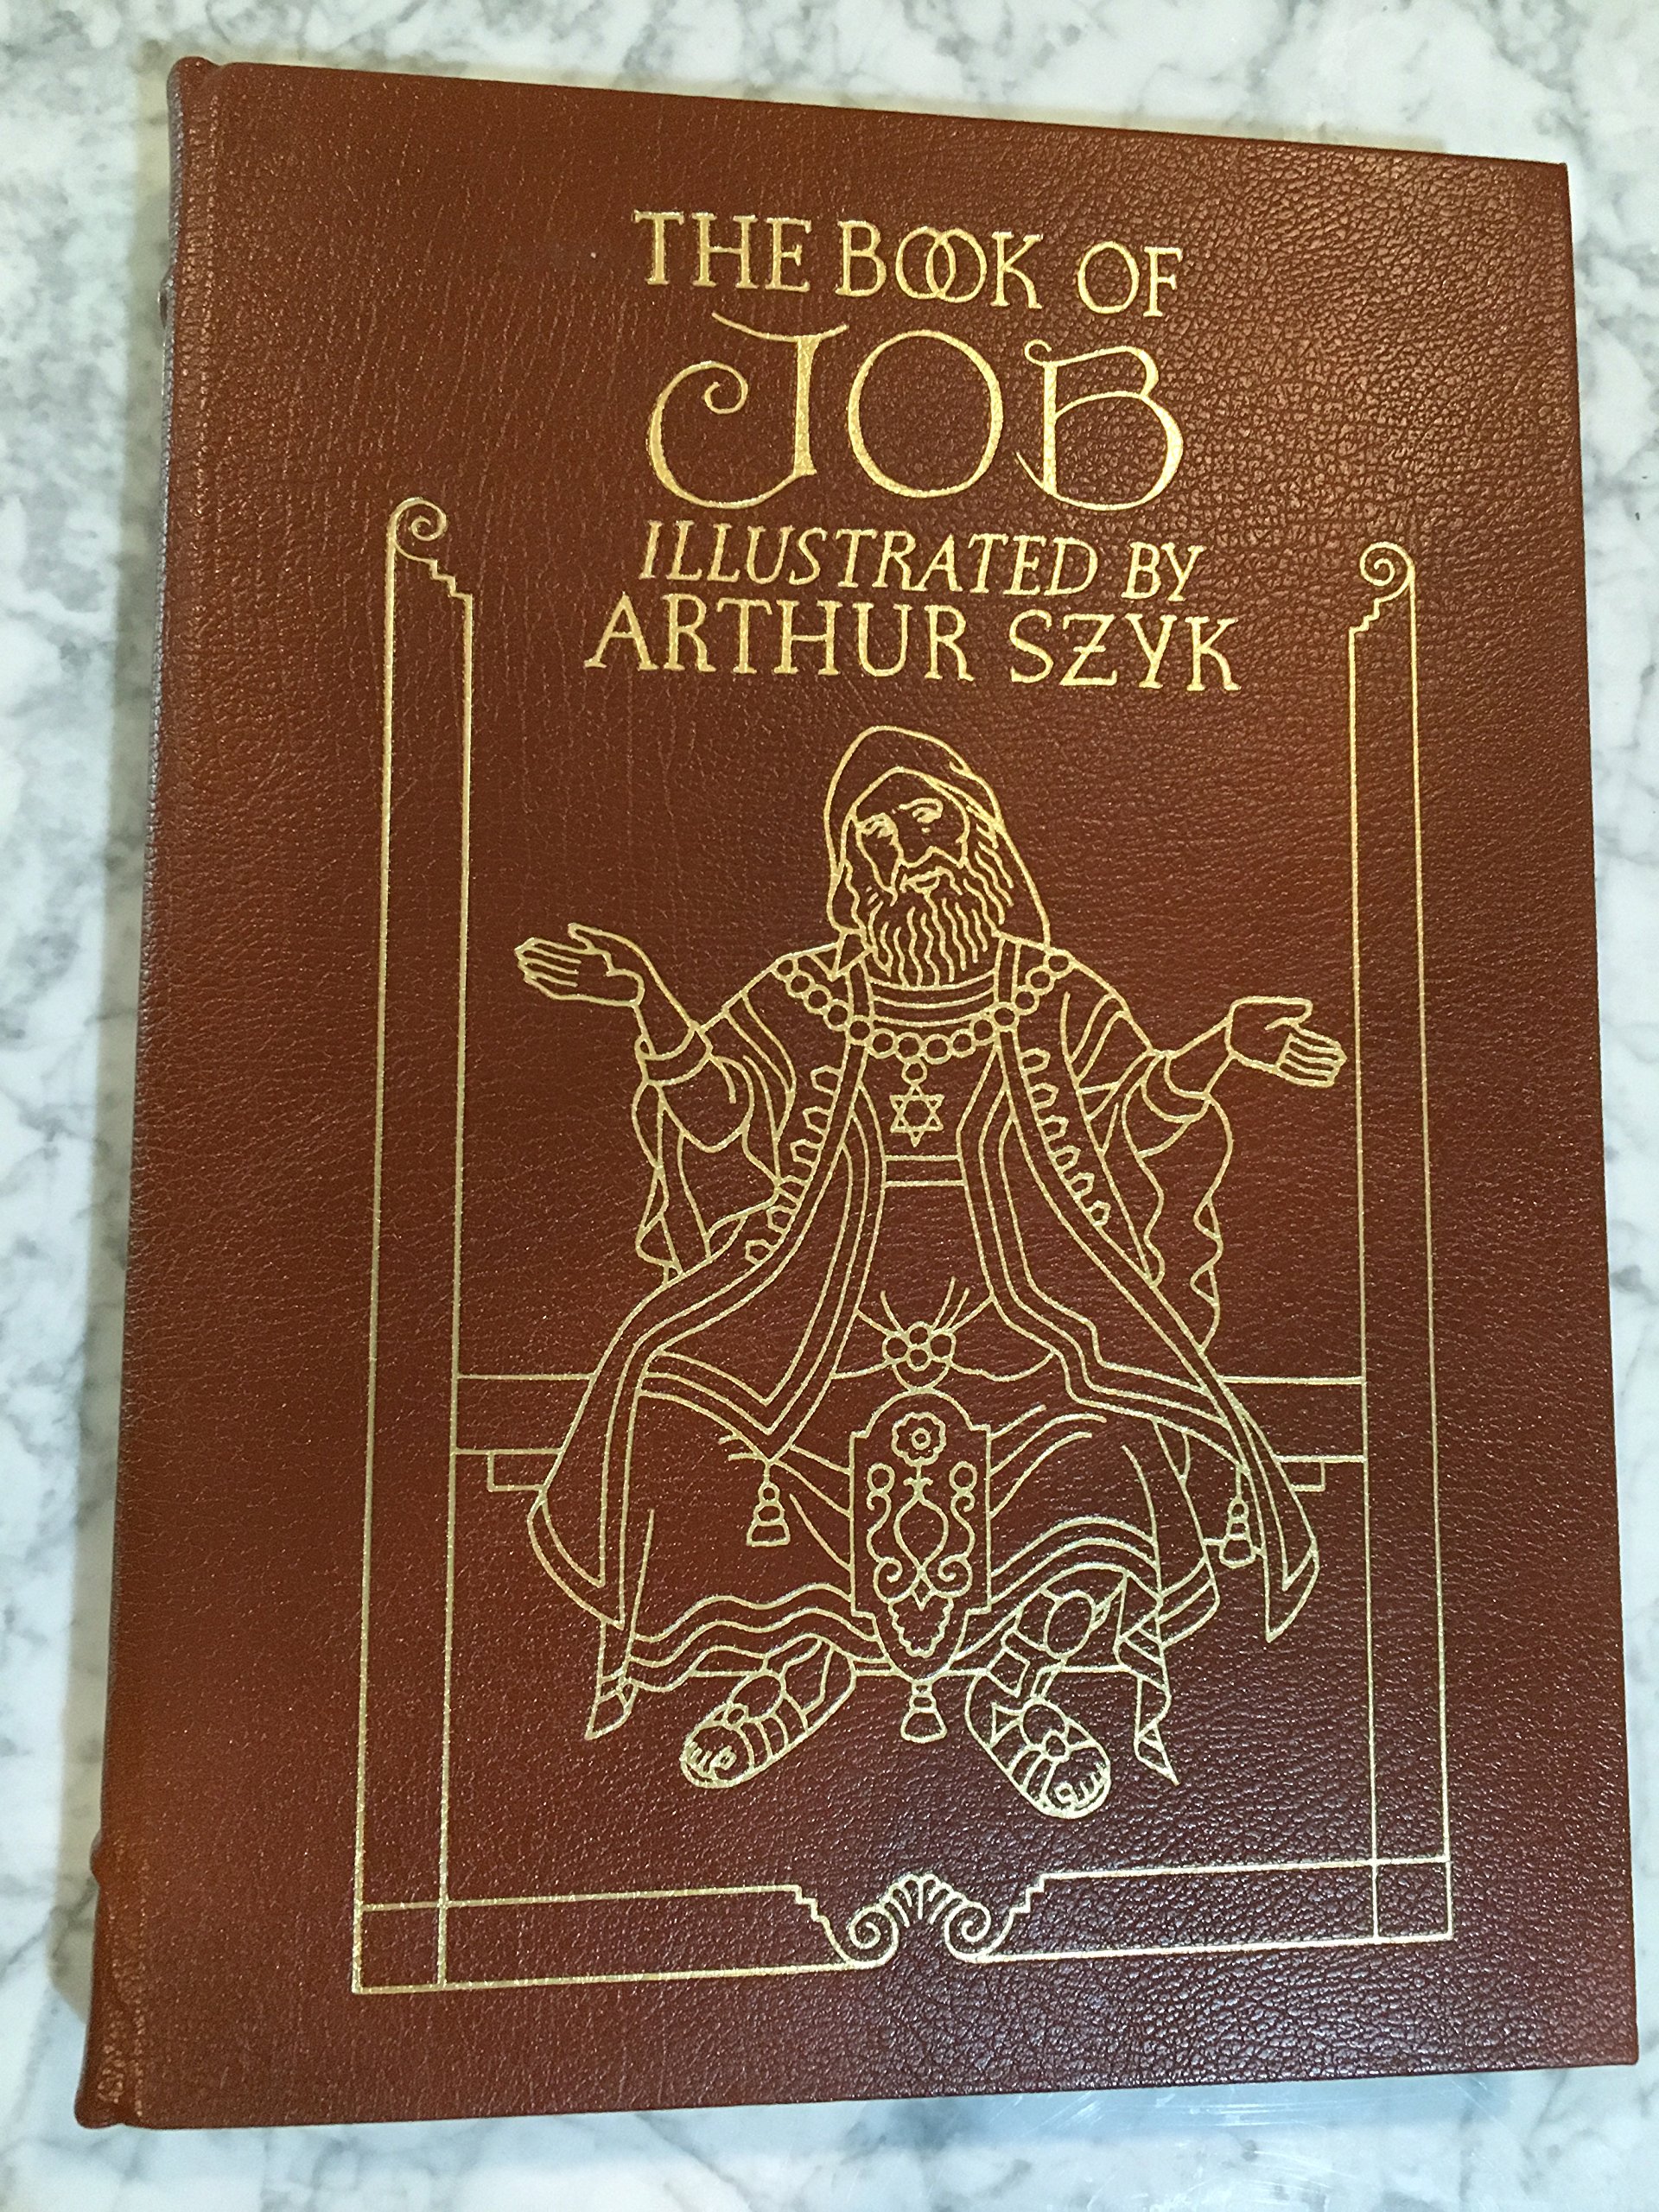 THE BOOK OF
JOB
ILLUSTRATED BY
ARTHUR SZYK